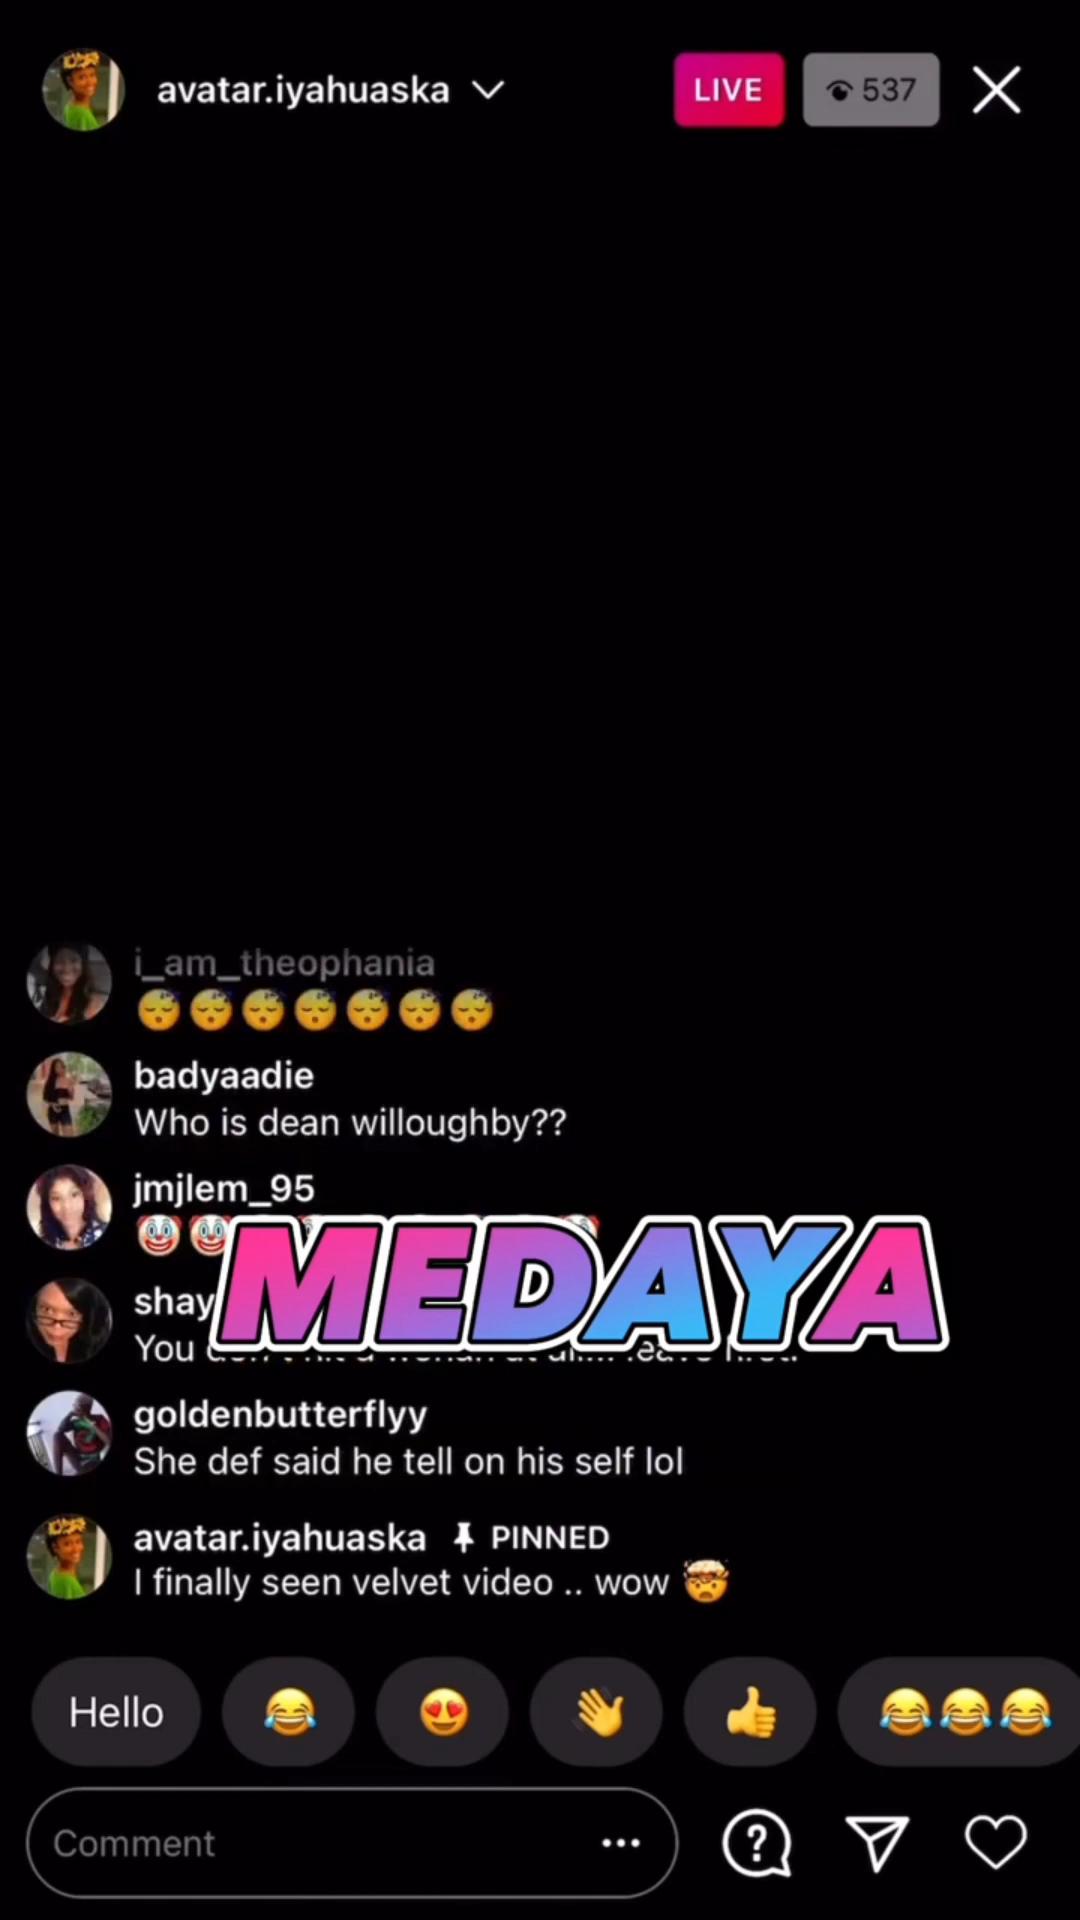 avatar.iyahuaska
LIVE
537
i_am_theophania
😴😴😴😴😴😴😴
badyaadie
Who is dean willoughby??
jmjlem_95
🤡🤡
MEDAYA
shay
You
goldenbutterflyy
She def said he tell on his self lol
avatar.iyahuaska PINNED
I finally seen velvet video .. wow 🤯
Hello 😂 😍 👋 👍 😂😂😂
Comment